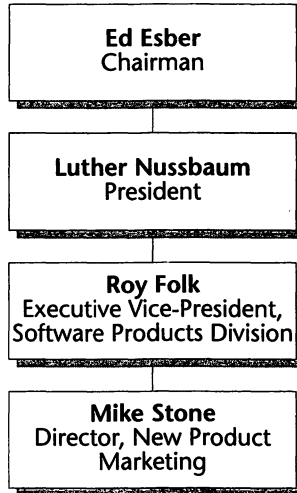 Ed Esber
Chairman
Luther Nussbaum
President
Roy Folk
Executive Vice-President,
Software Products Division
Mike Stone
Director, New Product
Marketing